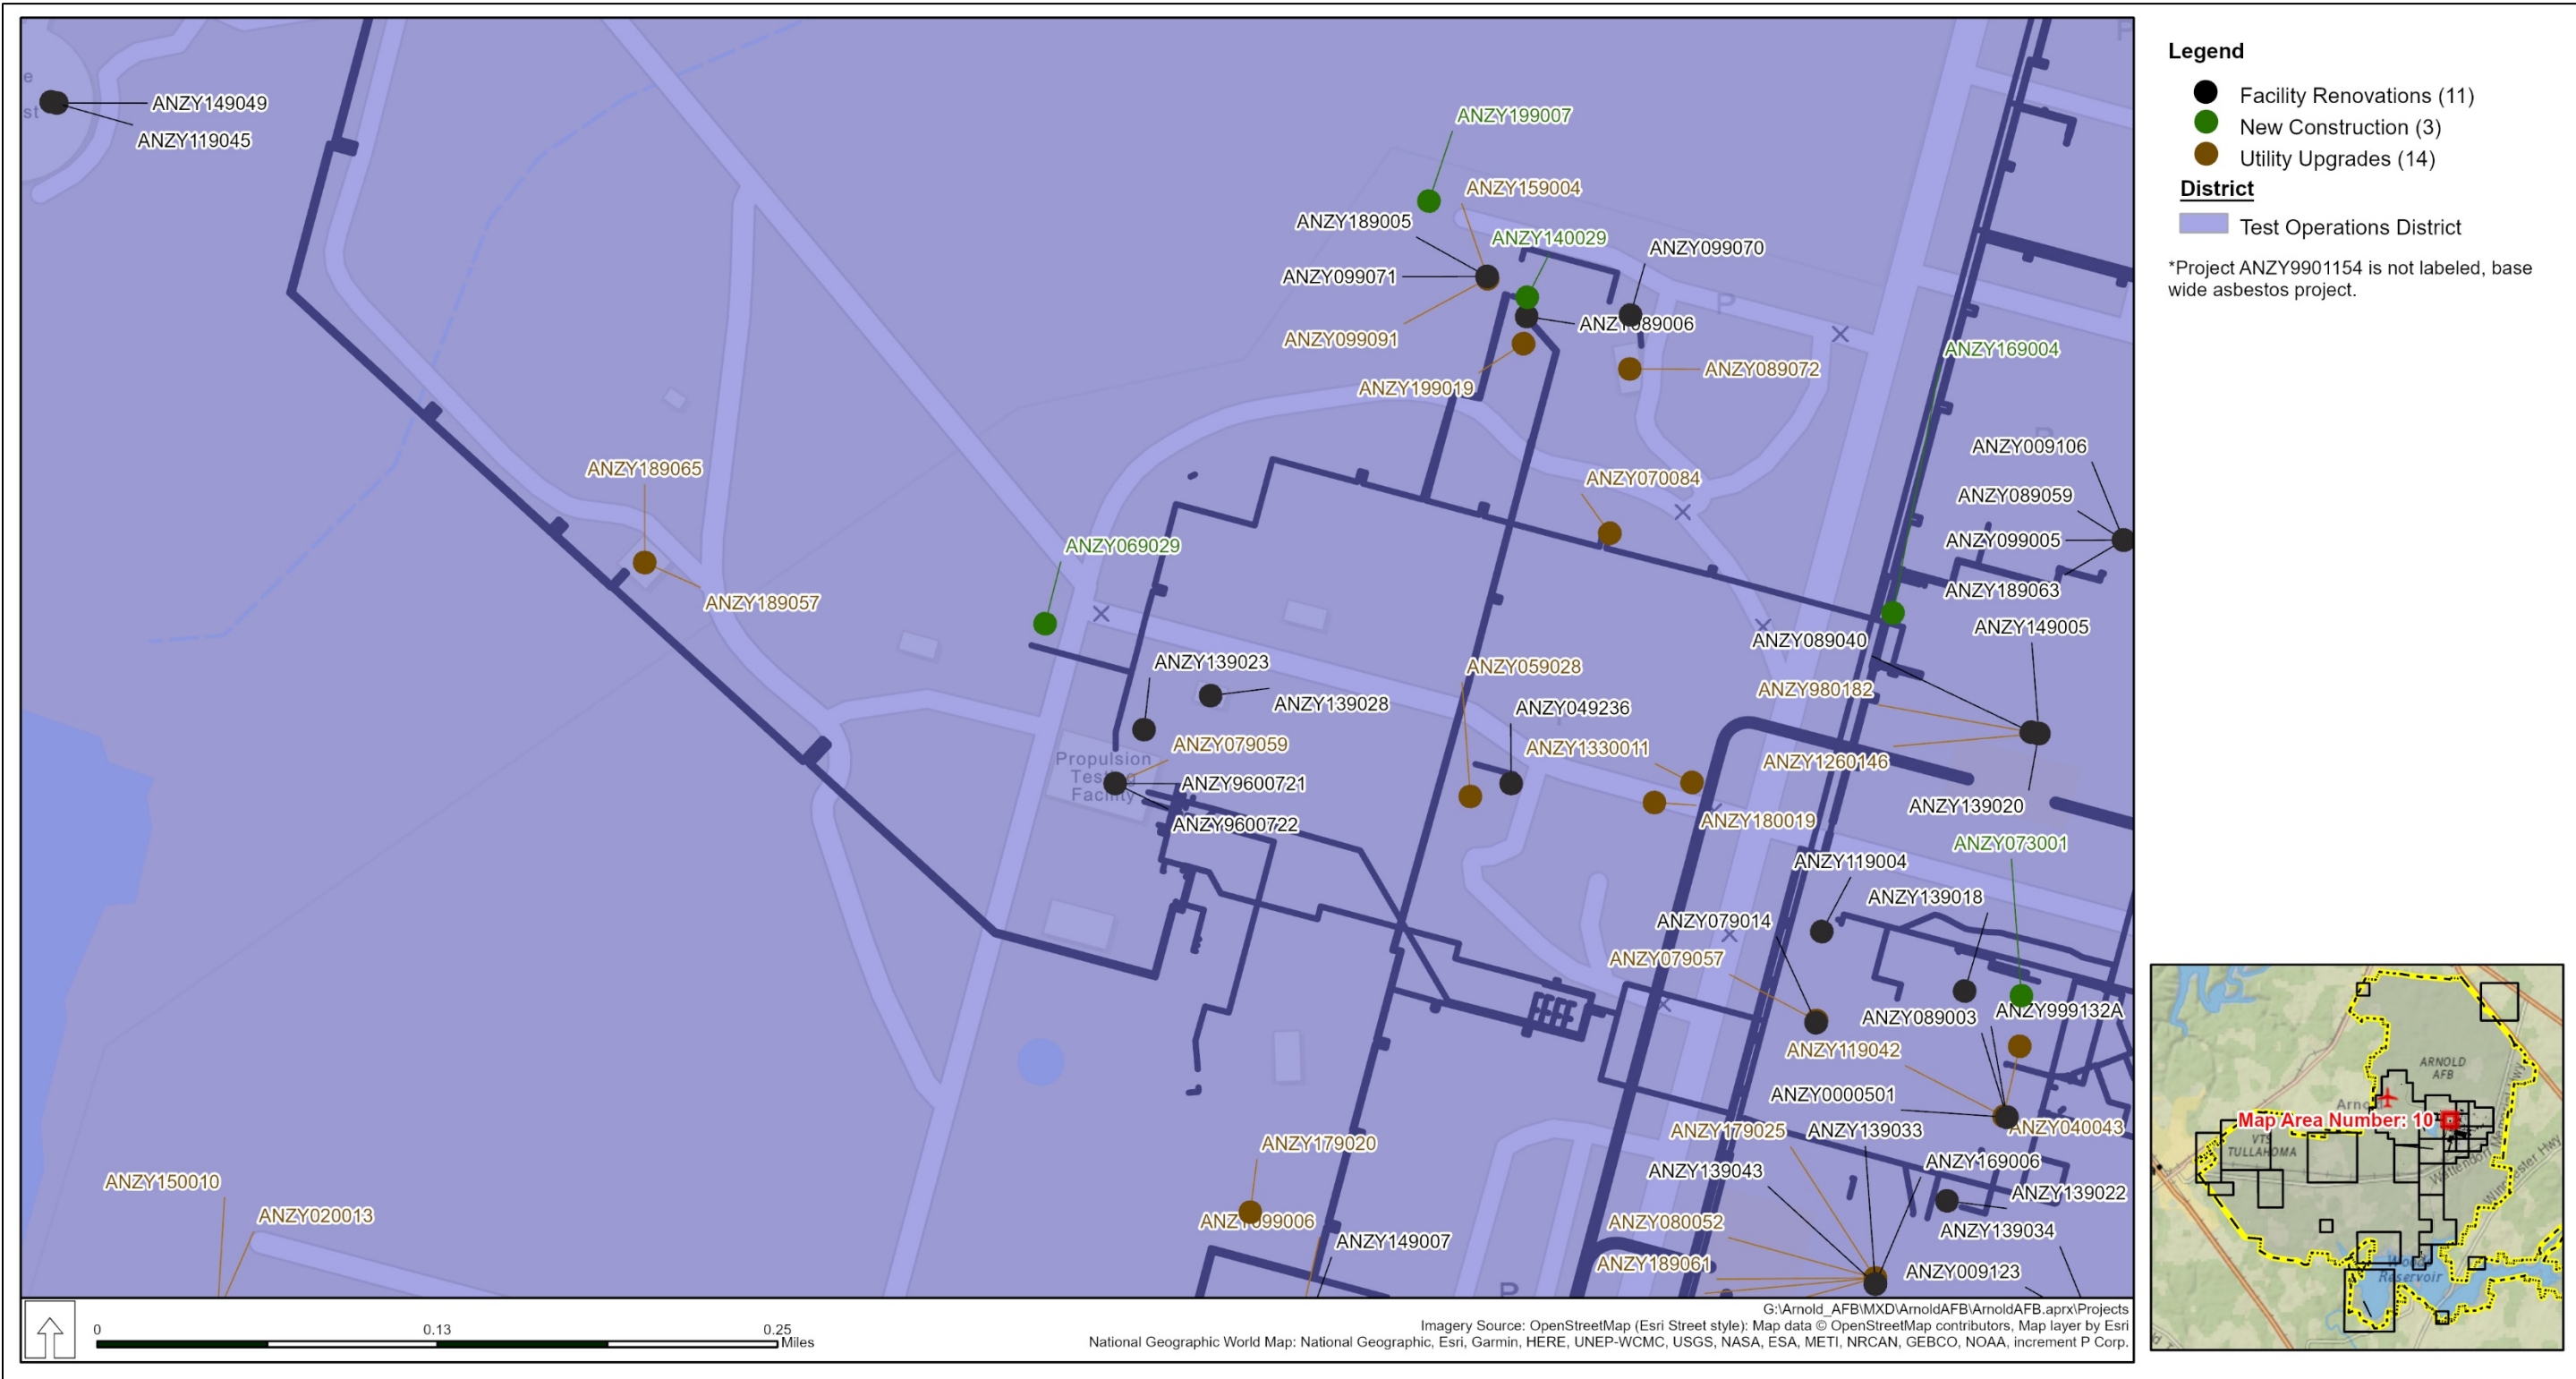 e
st
ANZY149049
ANZY119045
ANZY199007
ANZY159004
ANZY189005
ANZY140029
ANZY099070
ANZY099071
P
ANZY099091
ANZY199019
ANZY089072
ANZY169004
P
ANZY009106
ANZY189065
ANZY070084
ANZY089059
ANZY099005
ANZY069029
ANZY189063
ANZY189057
ANZY149005
ANZY089040
ANZY139023
ANZY059028
ANZY980182
ANZY139028
ANZY049236
ANZY079059
ANZY1330011
ANZY1260146
Propulsion
Testing
Facility
ANZY9600721
ANZY139020
ANZY9600722
ANZY180019
ANZY073001
ANZY119004
ANZY139018
ANZY079014
ANZY079057
ANZY089003
ANZY999132A
ANZY119042
ANZY0000501
ANZY040043
ANZY179025
ANZY139033
ANZY179020
ANZY139043
ANZY169006
ANZY150010
ANZY139022
ANZY020013
ANZY080052
ANZY139034
ANZY149007
ANZY189061
ANZY009123
P
0
0.13
0.25
Miles
G:\Arnold_AFB\MXD\ArnoldAFB\ArnoldAFB.aprx\Projects
Imagery Source: OpenStreetMap (Esri Street style): Map data © OpenStreetMap contributors, Map layer by Esri
National Geographic World Map: National Geographic, Esri, Garmin, HERE, UNEP-WCMC, USGS, NASA, ESA, METI, NRCAN, GEBCO, NOAA, increment P Corp.
Legend
Facility Renovations (11)
New Construction (3)
Utility Upgrades (14)
District
Test Operations District
*Project ANZY9901154 is not labeled, base
wide asbestos project.
ARNOLD
AFB
Map Area Number: 10
VTS
TULLAHOMA
Reservoir